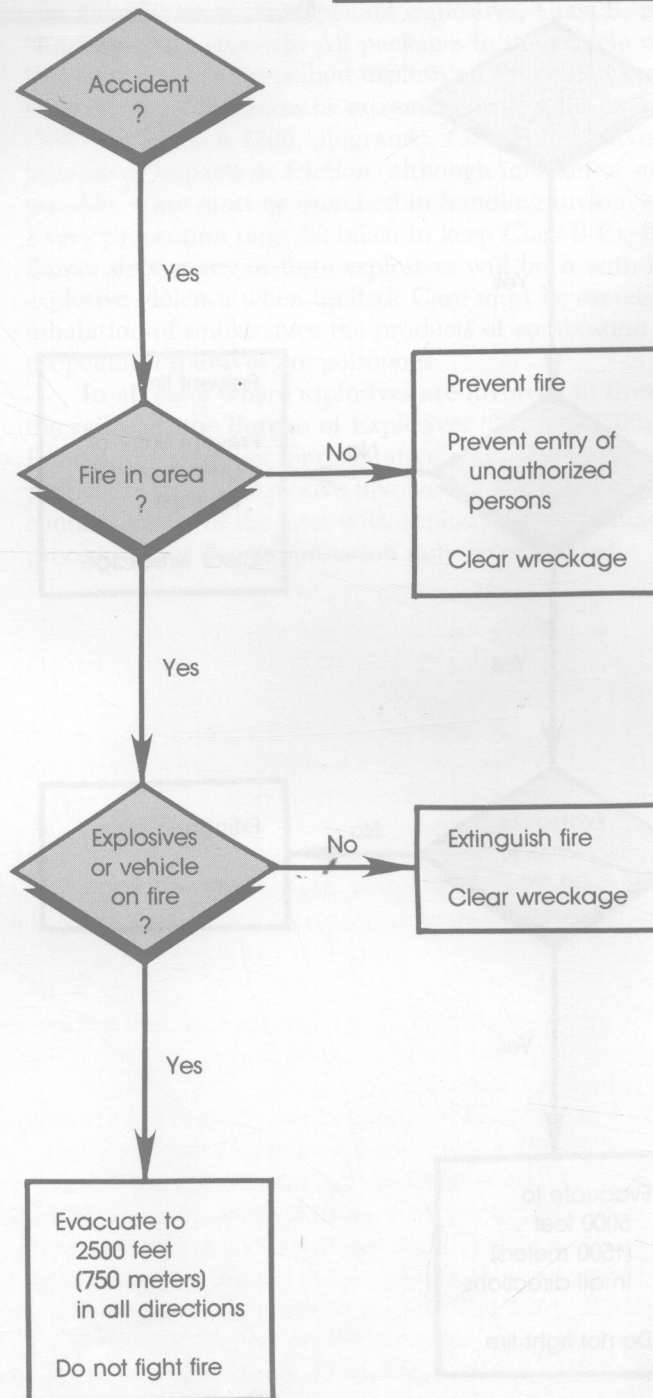 Accident
?
Yes
Fire in area
?
No
Prevent fire
Prevent entry of
unauthorized
persons
Clear wreckage
Yes
Explosives
or vehicle
on fire
?
No
Extinguish fire
Clear wreckage
Yes
Evacuate to
2500 feet
(750 meters)
in all directions
Do not fight fire